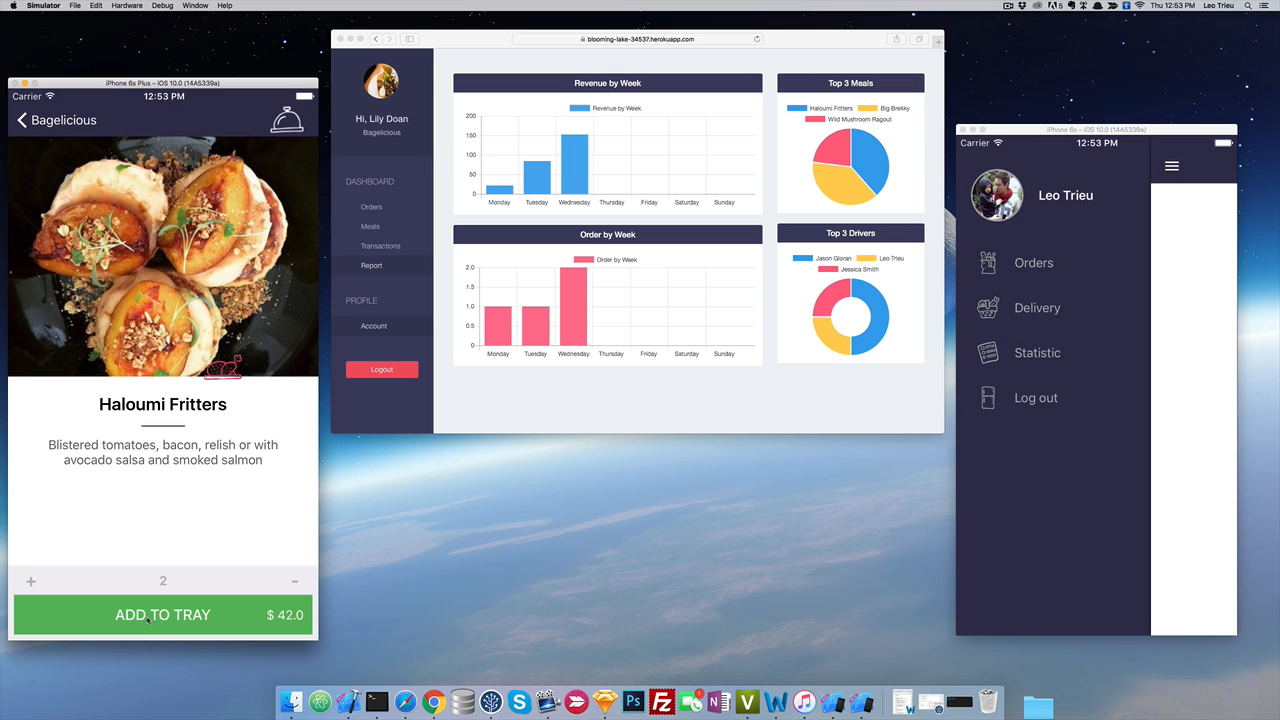 Simulator File Edit Hardware Debug Window Help
5 Thu 12:53 PM Leo Trieu
iPhone 6s Plus – iOS 10.0 (14A5339a)
Carrier 12:53 PM
Bagelicious
Haloumi Fritters
Blistered tomatoes, bacon, relish or with
avocado salsa and smoked salmon
+ 2 -
ADD TO TRAY $ 42.0
blooming-lake-34537.herokuapp.com
Hi, Lily Doan
Bagelicious
DASHBOARD
Orders
Meals
Transactions
Report
PROFILE
Account
Logout
Revenue by Week
Revenue by Week
200
150
100
50
0
Monday Tuesday Wednesday Thursday Friday Saturday Sunday
Order by Week
Order by Week
2.0
1.5
1.0
0.5
0
Monday Tuesday Wednesday Thursday Friday Saturday Sunday
Top 3 Meals
Haloumi Fritters Big Brekky
Wild Mushroom Ragout
Top 3 Drivers
Jason Gloran Leo Trieu
Jessica Smith
iPhone 6s – iOS 10.0 (14A5339a)
Carrier 12:53 PM
Leo Trieu
Orders
Delivery
Statistic
Log out
Ps
Fz
N
V
W